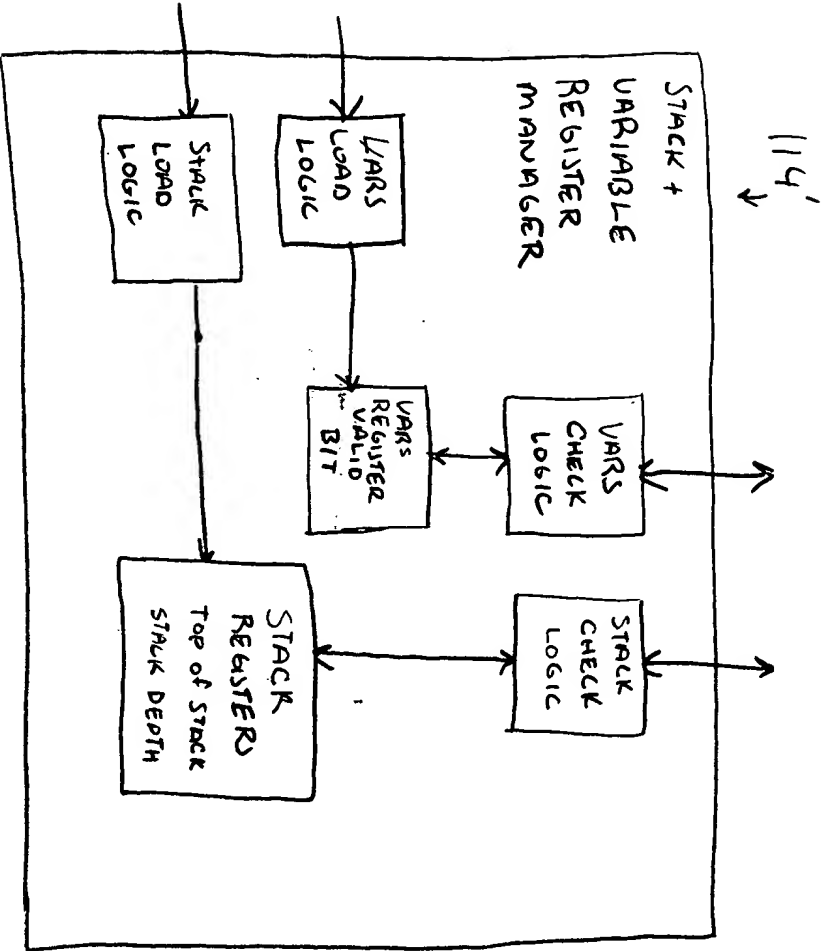 114'
STACK +
VARIABLE
REGISTER
MANAGER
VARS
LOAD
LOGIC
STACK
LOAD
LOGIC
VARS
CHECK
LOGIC
VARS
REGISTER
VALID
BIT
STACK
CHECK
LOGIC
STACK
REGISTERS
TOP of STACK
STACK DEPTH